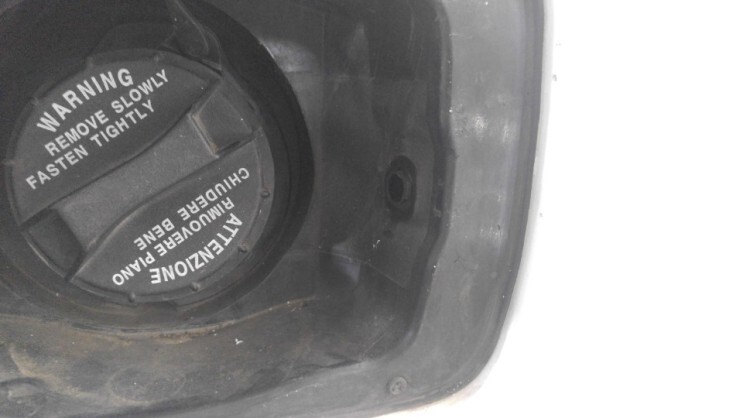 WARNING
REMOVE SLOWLY
FASTEN TIGHTLY
ATTENZIONE
RIMUOVERE PIANO
CHIUDERE BENE